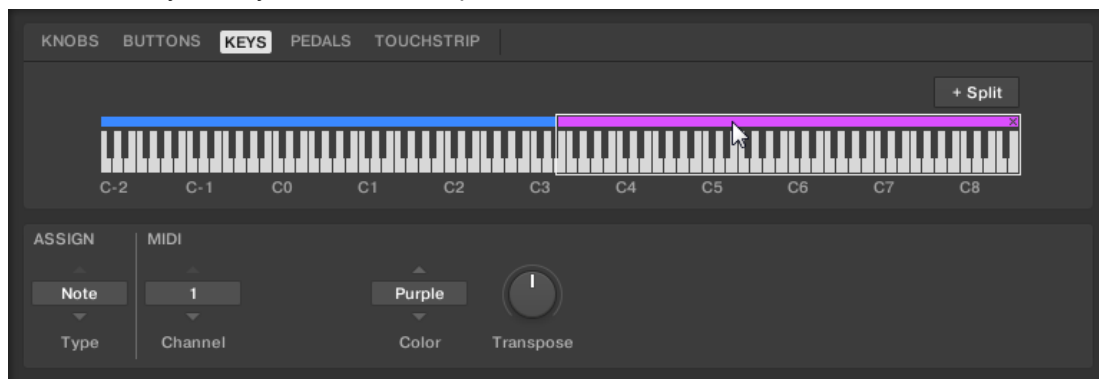 KNOBS BUTTONS KEYS PEDALS TOUCHSTRIP
+ Split
C-2 C-1 C0 C1 C2 C3 C4 C5 C6 C7 C8
ASSIGN MIDI
Note 1 Purple
Type Channel Color Transpose